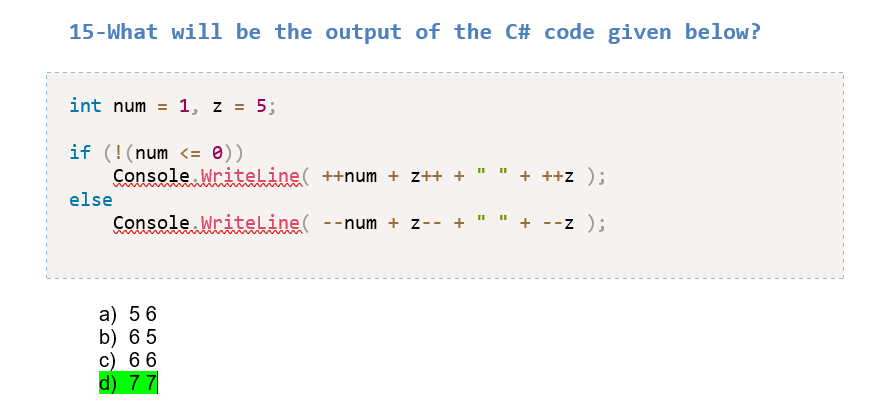 15-What will be the output of the C# code given below?
int num = 1, z = 5;
if (!(num <= 0))
Console.WriteLine( ++num + z++ + " " + ++z );
else
Console.WriteLine( --num + z-- + " " + --z );
a) 5 6
b) 6 5
c) 6 6
d) 7 7